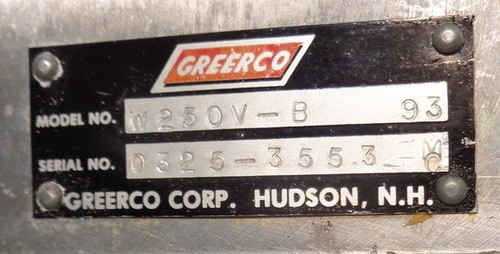 GREERCO
MODEL NO. W250V-B 93
SERIAL NO. 0325-3553
GREERCO CORP. HUDSON, N.H.